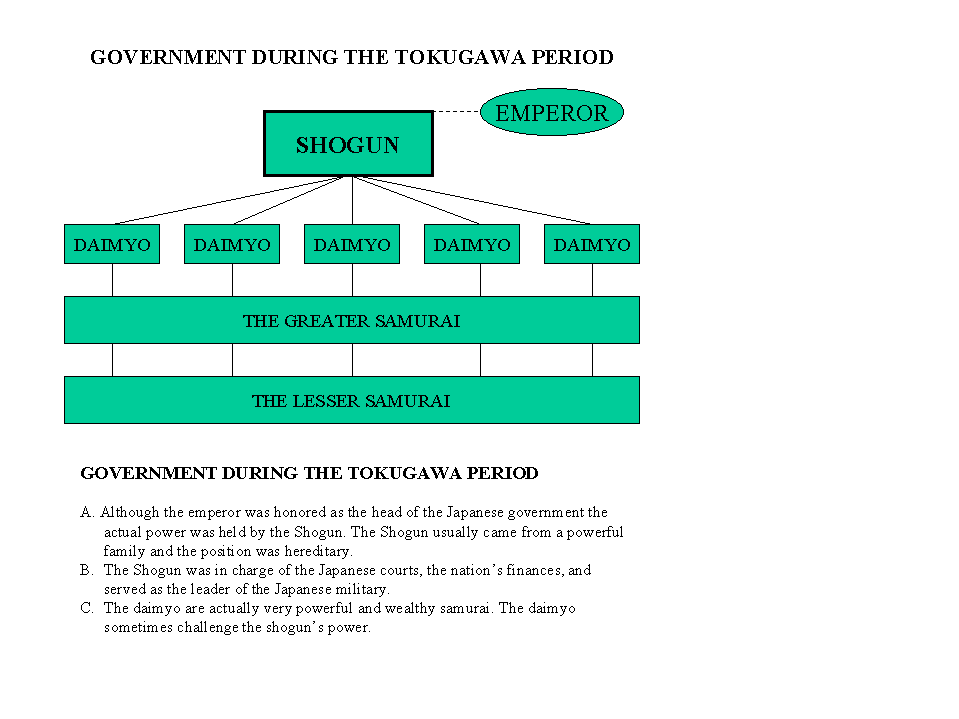 GOVERNMENT DURING THE TOKUGAWA PERIOD
EMPEROR
SHOGUN
DAIMYO DAIMYO DAIMYO DAIMYO DAIMYO
THE GREATER SAMURAI
THE LESSER SAMURAI
GOVERNMENT DURING THE TOKUGAWA PERIOD
A. Although the emperor was honored as the head of the Japanese government the
actual power was held by the Shogun. The Shogun usually came from a powerful
family and the position was hereditary.
B. The Shogun was in charge of the Japanese courts, the nation’s finances, and
served as the leader of the Japanese military.
C. The daimyo are actually very powerful and wealthy samurai. The daimyo
sometimes challenge the shogun’s power.